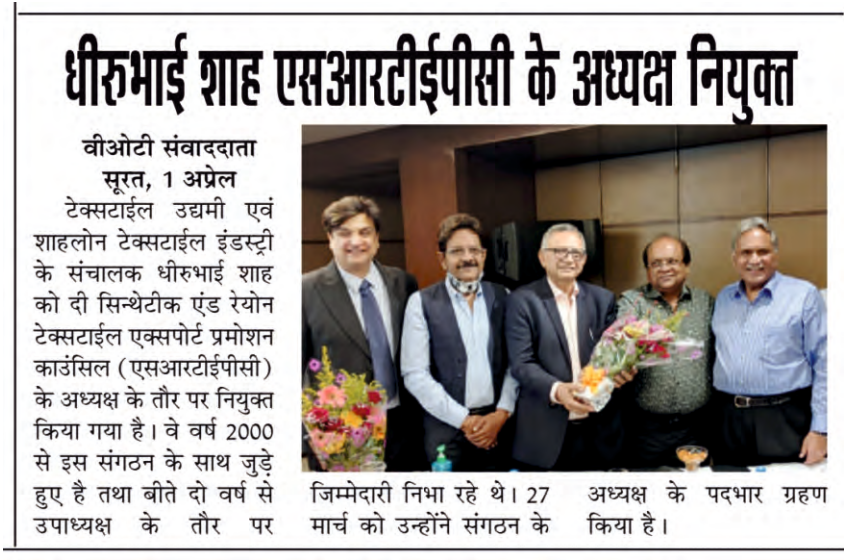 धीरुभाई शाह एसआरटीईपीसी के अध्यक्ष नियुक्त
वीओटी संवाददाता
सूरत, 1 अप्रेल
टेक्सटाईल उद्यमी एवं
शाहलोन टेक्सटाईल इंडस्ट्री
के संचालक धीरुभाई शाह
को दी सिन्थेटीक एंड रेयोन
टेक्सटाईल एक्सपोर्ट प्रमोशन
काउंसिल (एसआरटीईपीसी)
के अध्यक्ष के तौर पर नियुक्त
किया गया है। वे वर्ष 2000
से इस संगठन के साथ जुड़े
हुए है तथा बीते दो वर्ष से
उपाध्यक्ष के तौर पर
जिम्मेदारी निभा रहे थे। 27
मार्च को उन्होंने संगठन के
अध्यक्ष के पदभार ग्रहण
किया है।